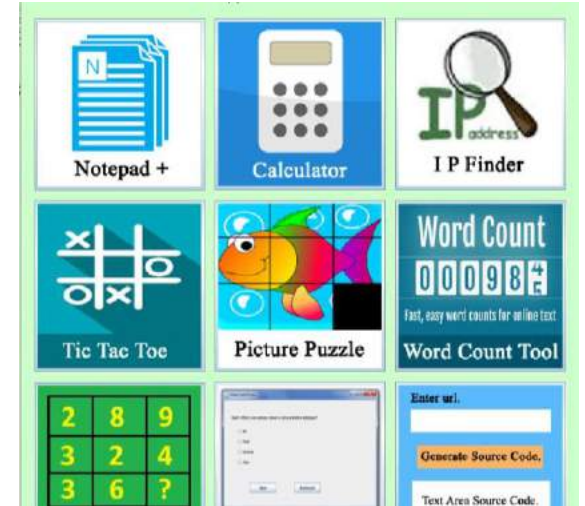 N
Notepad +
Calculator
IP
address
I P Finder
X
O
O X
Tic Tac Toe
Picture Puzzle
Word Count
00098
Fast, easy word counts for online text
Word Count Tool
2 8 9
3 2 4
3 6 ?
Enter url.
Generate Source Code.
Text Area Source Code.